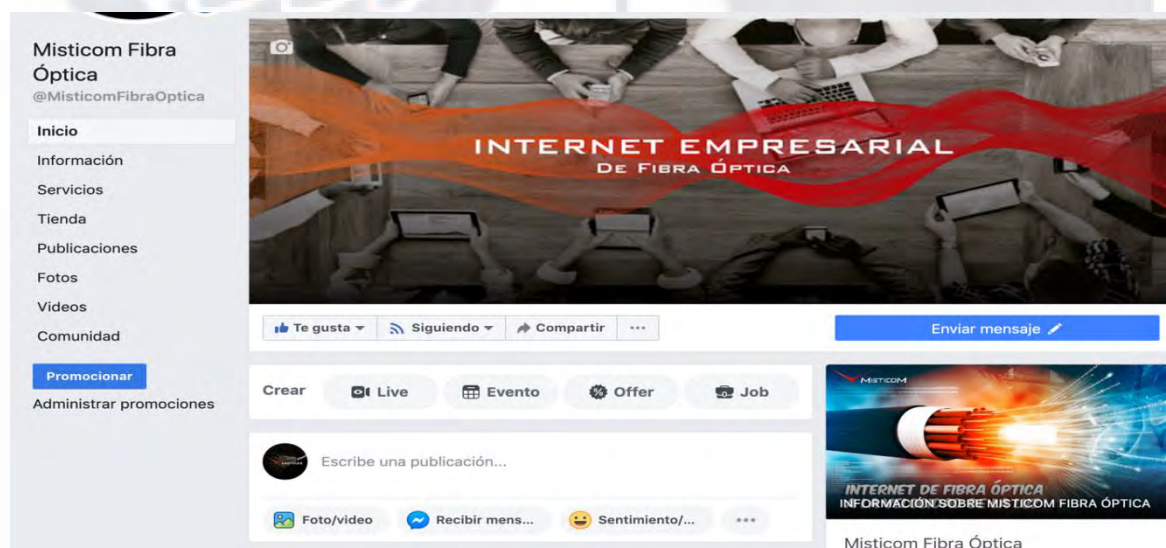 Misticom Fibra
Óptica
@MisticomFibraOptica
Inicio
Información
Servicios
Tienda
Publicaciones
Fotos
Videos
Comunidad
Promocionar
Administrar promociones
INTERNET EMPRESARIAL
DE FIBRA ÓPTICA
Te gusta
Siguiendo
Compartir
Enviar mensaje
Crear
Live
Evento
Offer
Job
Escribe una publicación...
Foto/video
Recibir mens...
Sentimiento/...
MISTICOM
INTERNET DE FIBRA ÓPTICA
INFORMACIÓN SOBRE MISTICOM FIBRA ÓPTICA
Misticom Fibra Óptica